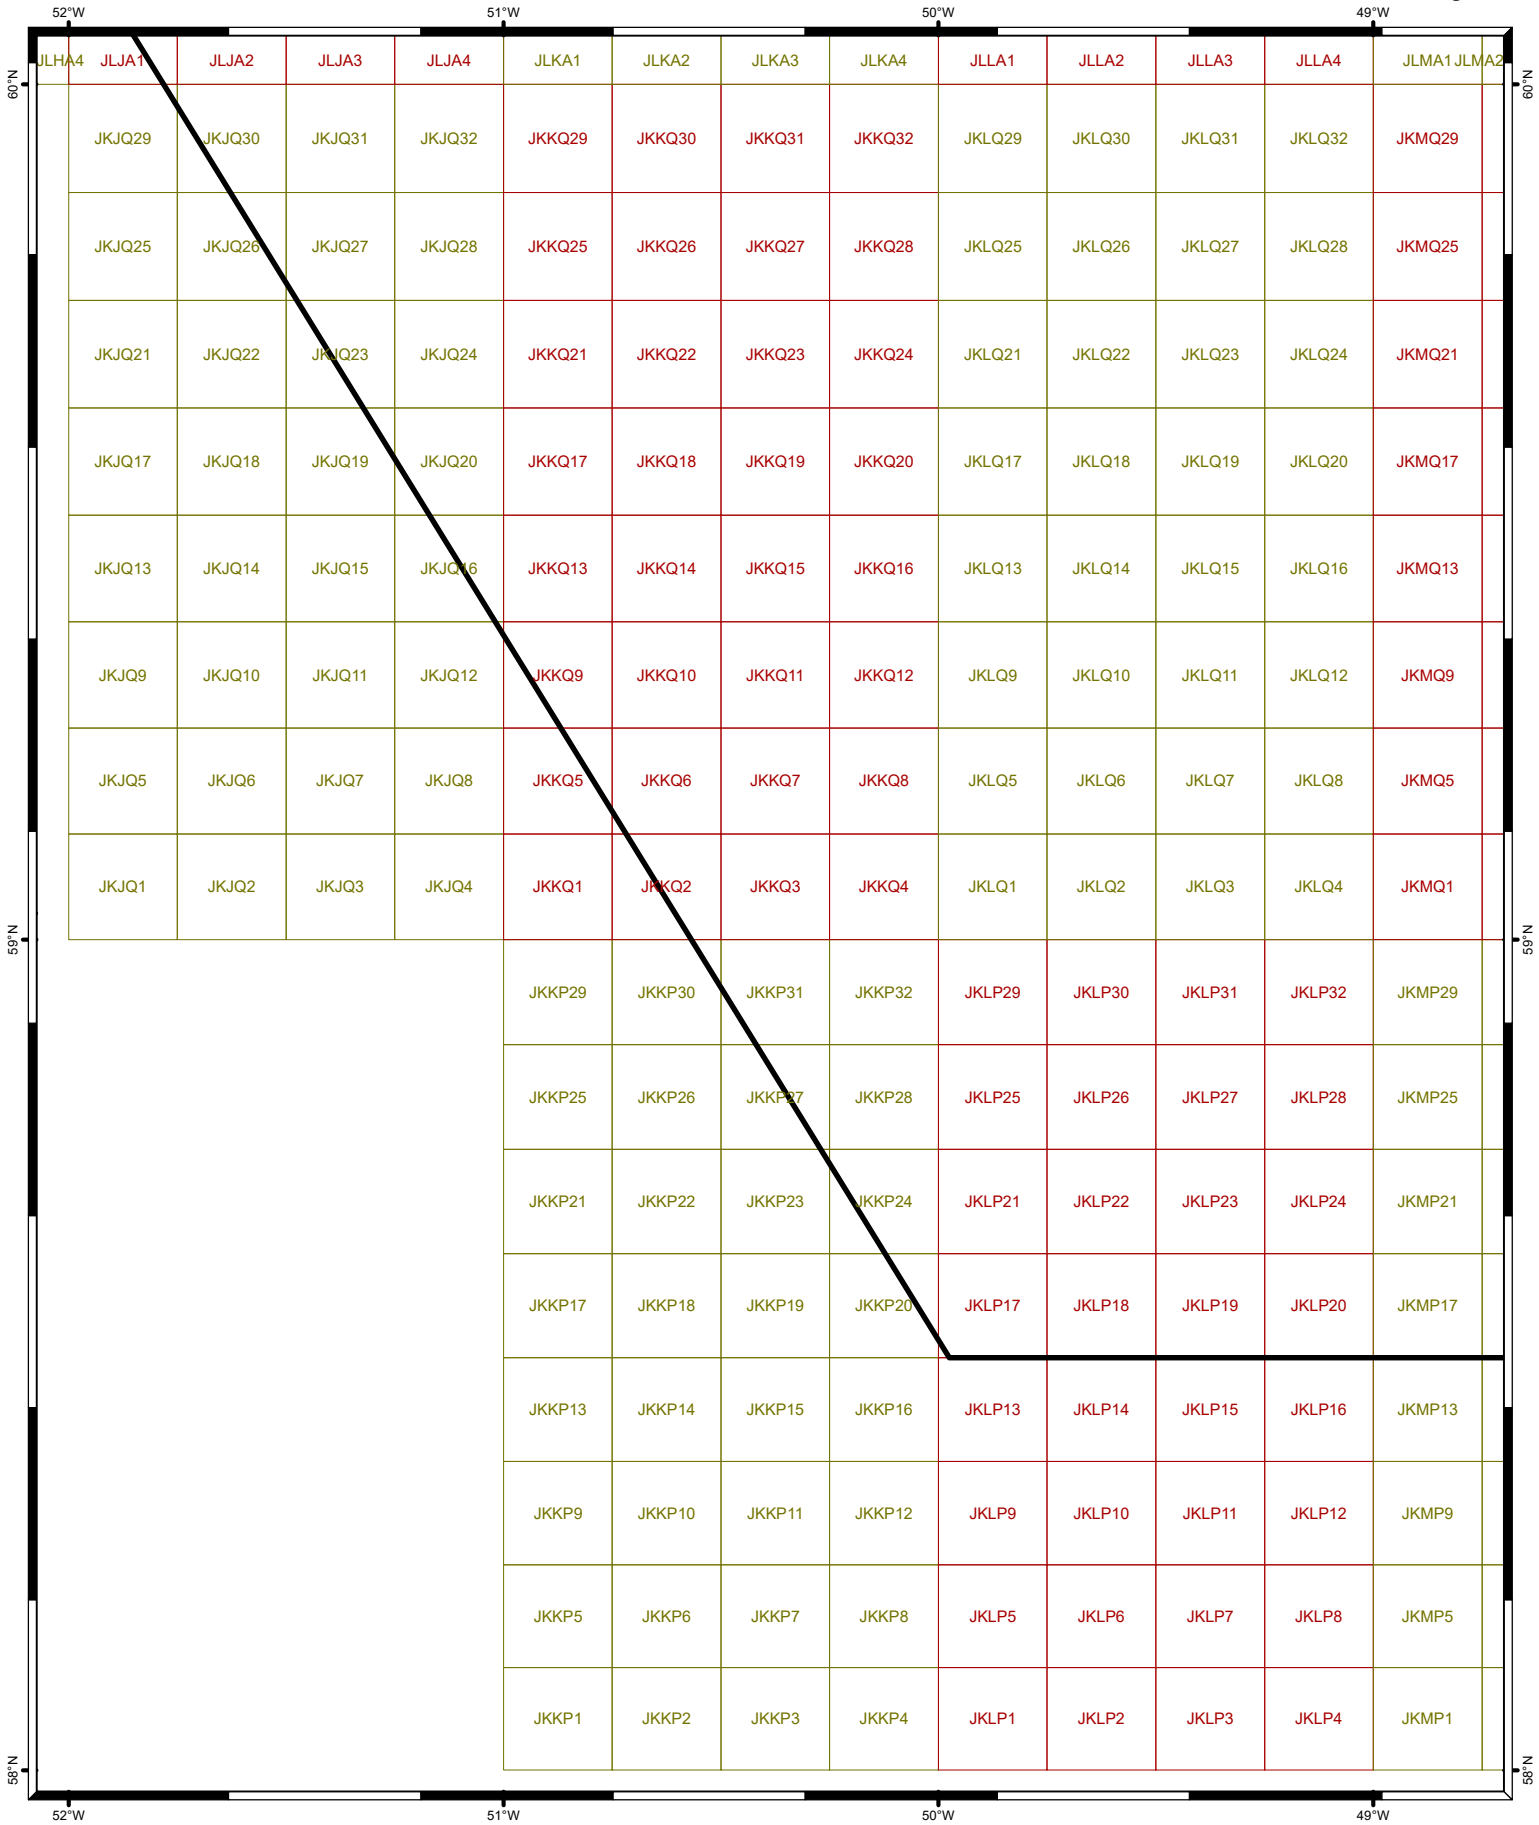 52°W 51°W 50°W 49°W
JLHA4 JLJA1 JLJA2 JLJA3 JLJA4 JLKA1 JLKA2 JLKA3 JLKA4 JLLA1 JLLA2 JLLA3 JLLA4 JLMA1 JLMA2
60°N 60°N
JKJQ29 JKJQ30 JKJQ31 JKJQ32 JKKQ29 JKKQ30 JKKQ31 JKKQ32 JKLQ29 JKLQ30 JKLQ31 JKLQ32 JKMQ29
JKJQ25 JKJQ26 JKJQ27 JKJQ28 JKKQ25 JKKQ26 JKKQ27 JKKQ28 JKLQ25 JKLQ26 JKLQ27 JKLQ28 JKMQ25
JKJQ21 JKJQ22 JKJQ23 JKJQ24 JKKQ21 JKKQ22 JKKQ23 JKKQ24 JKLQ21 JKLQ22 JKLQ23 JKLQ24 JKMQ21
JKJQ17 JKJQ18 JKJQ19 JKJQ20 JKKQ17 JKKQ18 JKKQ19 JKKQ20 JKLQ17 JKLQ18 JKLQ19 JKLQ20 JKMQ17
JKJQ13 JKJQ14 JKJQ15 JKJQ16 JKKQ13 JKKQ14 JKKQ15 JKKQ16 JKLQ13 JKLQ14 JKLQ15 JKLQ16 JKMQ13
JKJQ9 JKJQ10 JKJQ11 JKJQ12 JKKQ9 JKKQ10 JKKQ11 JKKQ12 JKLQ9 JKLQ10 JKLQ11 JKLQ12 JKMQ9
JKJQ5 JKJQ6 JKJQ7 JKJQ8 JKKQ5 JKKQ6 JKKQ7 JKKQ8 JKLQ5 JKLQ6 JKLQ7 JKLQ8 JKMQ5
JKJQ1 JKJQ2 JKJQ3 JKJQ4 JKKQ1 JKKQ2 JKKQ3 JKKQ4 JKLQ1 JKLQ2 JKLQ3 JKLQ4 JKMQ1
59°N 59°N
JKKP29 JKKP30 JKKP31 JKKP32 JKLP29 JKLP30 JKLP31 JKLP32 JKMP29
JKKP25 JKKP26 JKKP27 JKKP28 JKLP25 JKLP26 JKLP27 JKLP28 JKMP25
JKKP21 JKKP22 JKKP23 JKKP24 JKLP21 JKLP22 JKLP23 JKLP24 JKMP21
JKKP17 JKKP18 JKKP19 JKKP20 JKLP17 JKLP18 JKLP19 JKLP20 JKMP17
JKKP13 JKKP14 JKKP15 JKKP16 JKLP13 JKLP14 JKLP15 JKLP16 JKMP13
JKKP9 JKKP10 JKKP11 JKKP12 JKLP9 JKLP10 JKLP11 JKLP12 JKMP9
JKKP5 JKKP6 JKKP7 JKKP8 JKLP5 JKLP6 JKLP7 JKLP8 JKMP5
JKKP1 JKKP2 JKKP3 JKKP4 JKLP1 JKLP2 JKLP3 JKLP4 JKMP1
58°N 58°N
52°W 51°W 50°W 49°W